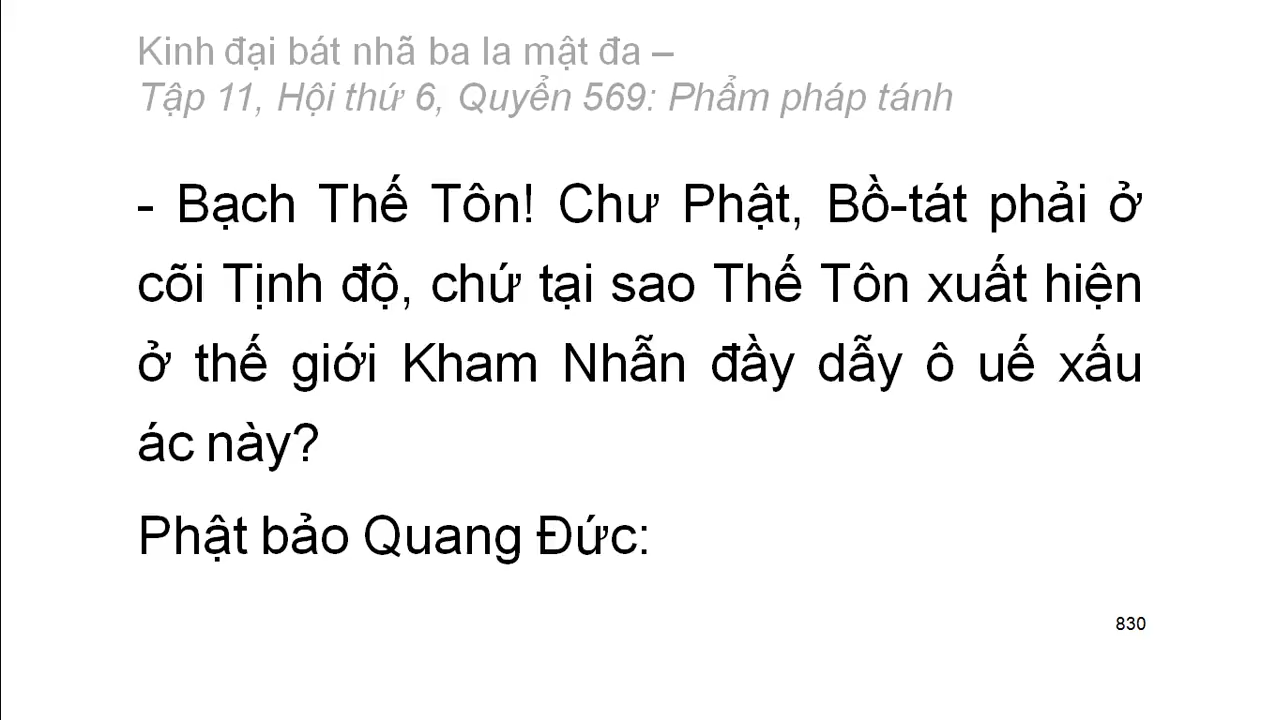 Kinh đại bát nhã ba la mật đa –
Tập 11, Hội thứ 6, Quyển 569: Phẩm pháp tánh
- Bạch Thế Tôn! Chư Phật, Bồ-tát phải ở
cõi Tịnh độ, chứ tại sao Thế Tôn xuất hiện
ở thế giới Kham Nhẫn đầy dẫy ô uế xấu
ác này?
Phật bảo Quang Đức:
830